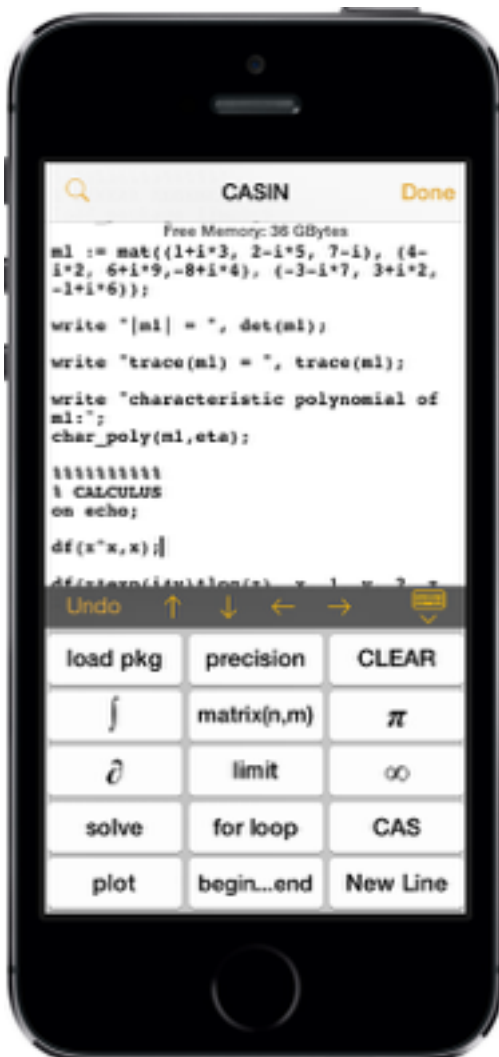 CASIN
Done
Free Memory: 36 GBytes
m1 := mat((1+i*3, 2-i*5, 7-i), (4-
i*2, 6+i*9,-8+i*4), (-3-i*7, 3+i*2,
-1+i*6));
write "|m1| = ", det(m1);
write "trace(m1) = ", trace(m1);
write "characteristic polynomial of
m1:";
char_poly(m1,eta);
%%%%%%%%%%
% CALCULUS
on echo;
df(x^x,x);
Undo ↑ ↓ ← →
load pkg precision CLEAR
∫ matrix(n,m) π
∂ limit ∞
solve for loop CAS
plot begin...end New Line